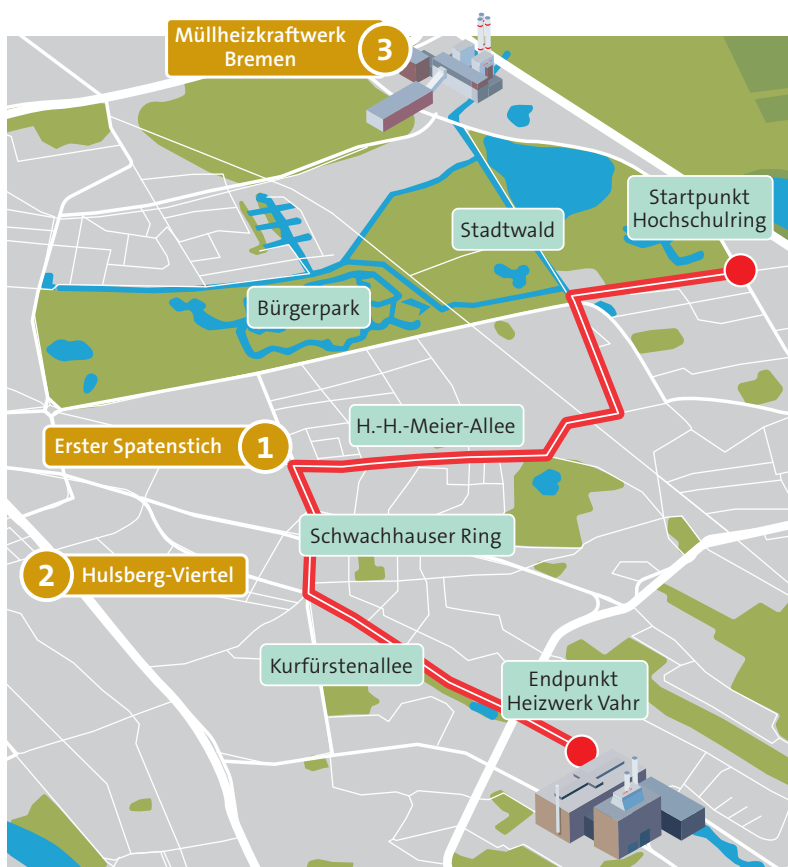 Müllheizkraftwerk
Bremen
3
Startpunkt
Hochschulring
Stadtwald
Bürgerpark
H.-H.-Meier-Allee
Erster Spatenstich
1
Schwachhauser Ring
2
Hulsberg-Viertel
Kurfürstenallee
Endpunkt
Heizwerk Vahr